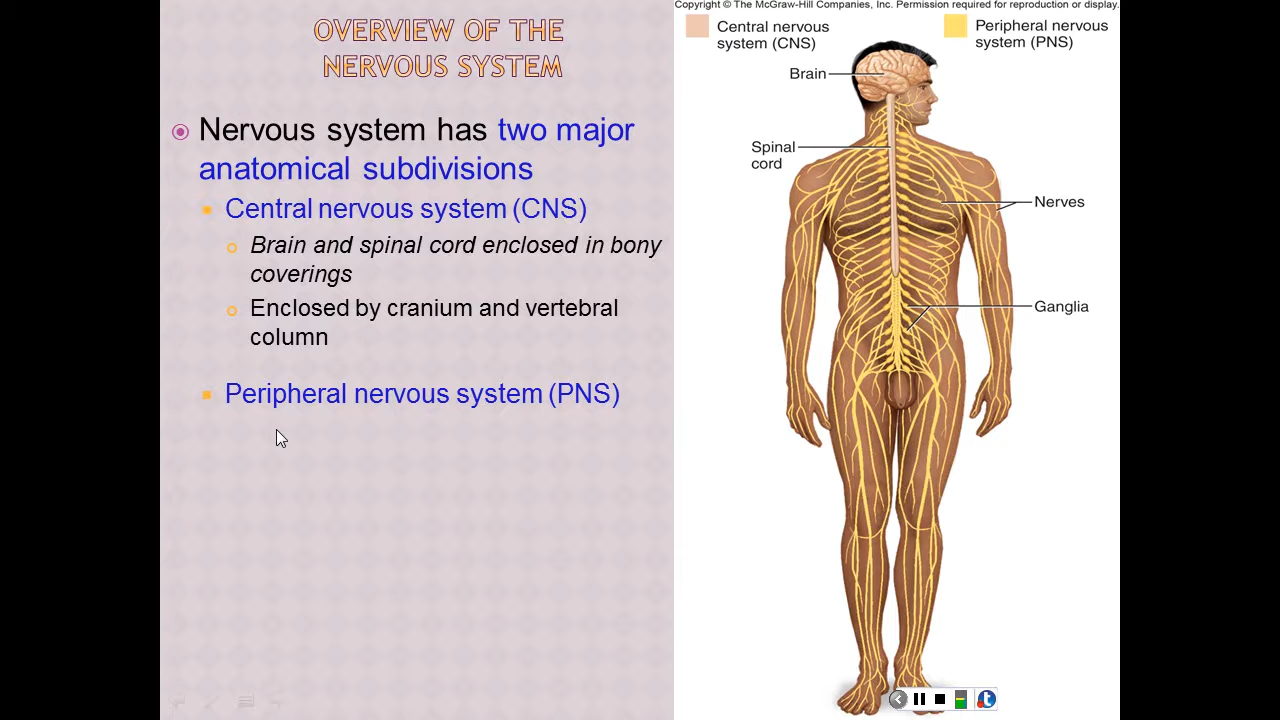 OVERVIEW OF THE
NERVOUS SYSTEM
Nervous system has two major
anatomical subdivisions
Central nervous system (CNS)
Brain and spinal cord enclosed in bony
coverings
Enclosed by cranium and vertebral
column
Peripheral nervous system (PNS)
Copyright © The McGraw-Hill Companies, Inc. Permission required for reproduction or display.
Central nervous
system (CNS)
Peripheral nervous
system (PNS)
Brain
Spinal
cord
Nerves
Ganglia
t